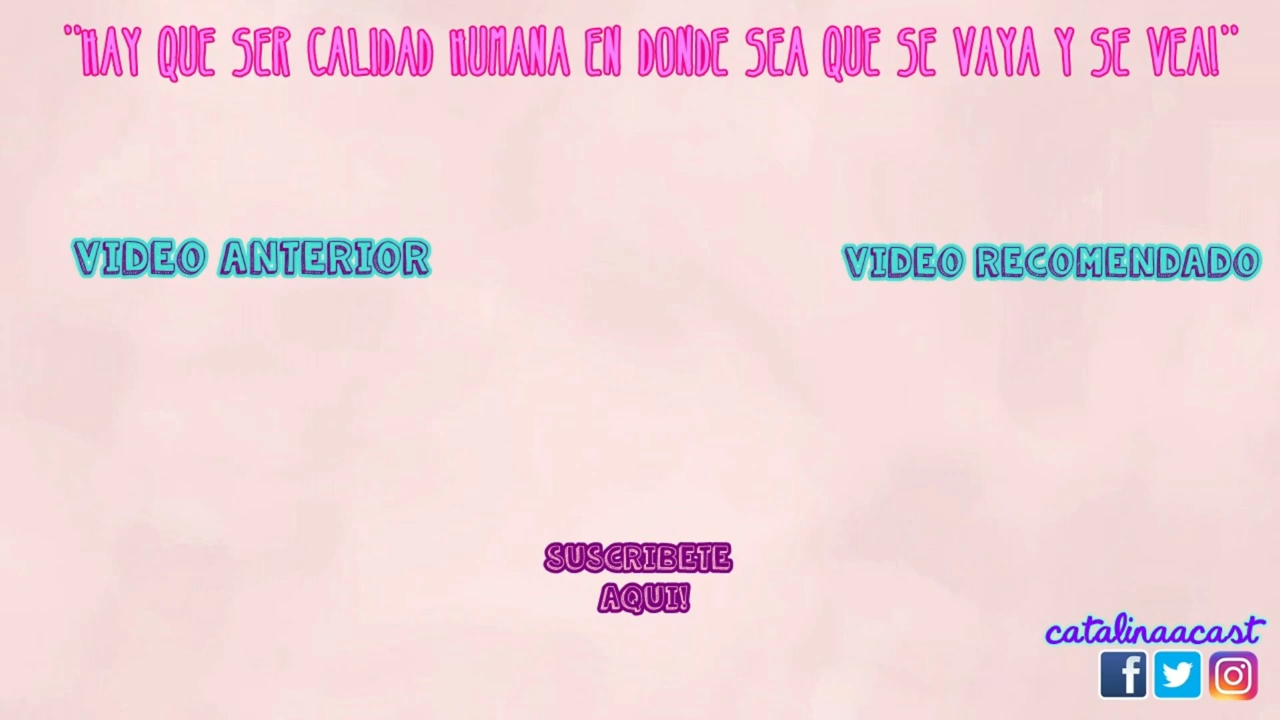 ¨HAY QUE SER CALIDAD HUMANA EN DONDE SEA QUE SE VAYA Y SE VEA!¨
VIDEO ANTERIOR
VIDEO RECOMENDADO
SUSCRIBETE
AQUI!
catalinaacast